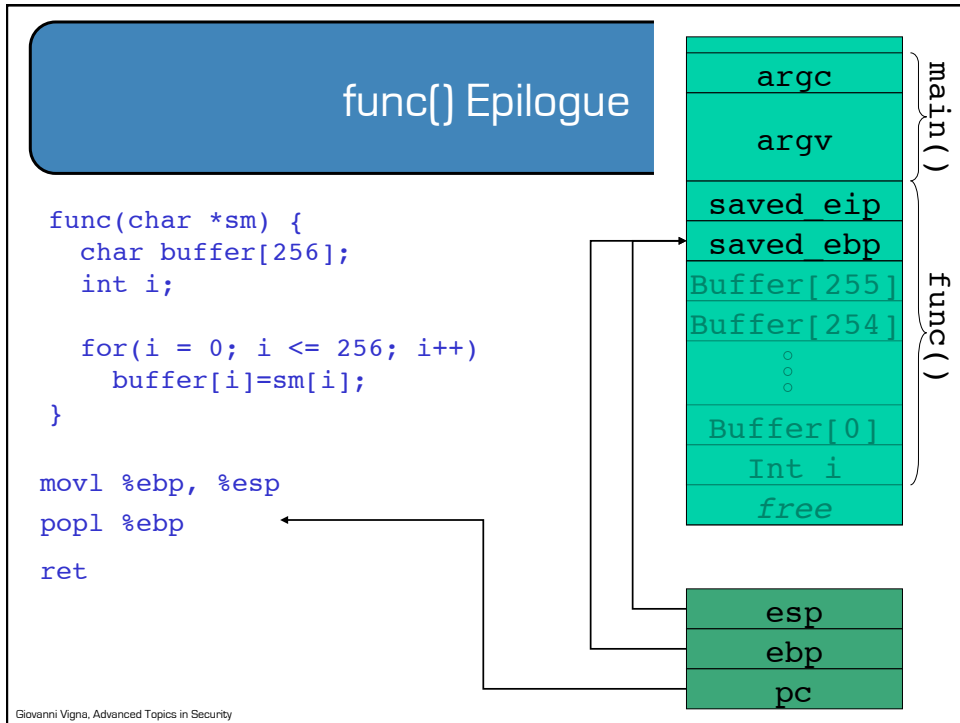 func() Epilogue
func(char *sm) {
char buffer[256];
int i;
for(i = 0; i <= 256; i++)
buffer[i]=sm[i];
}
movl %ebp, %esp
popl %ebp
ret
argc
argv
saved_eip
saved_ebp
Buffer[255]
Buffer[254]
Buffer[0]
Int i
free
main()
func()
esp
ebp
pc
Giovanni Vigna, Advanced Topics in Security